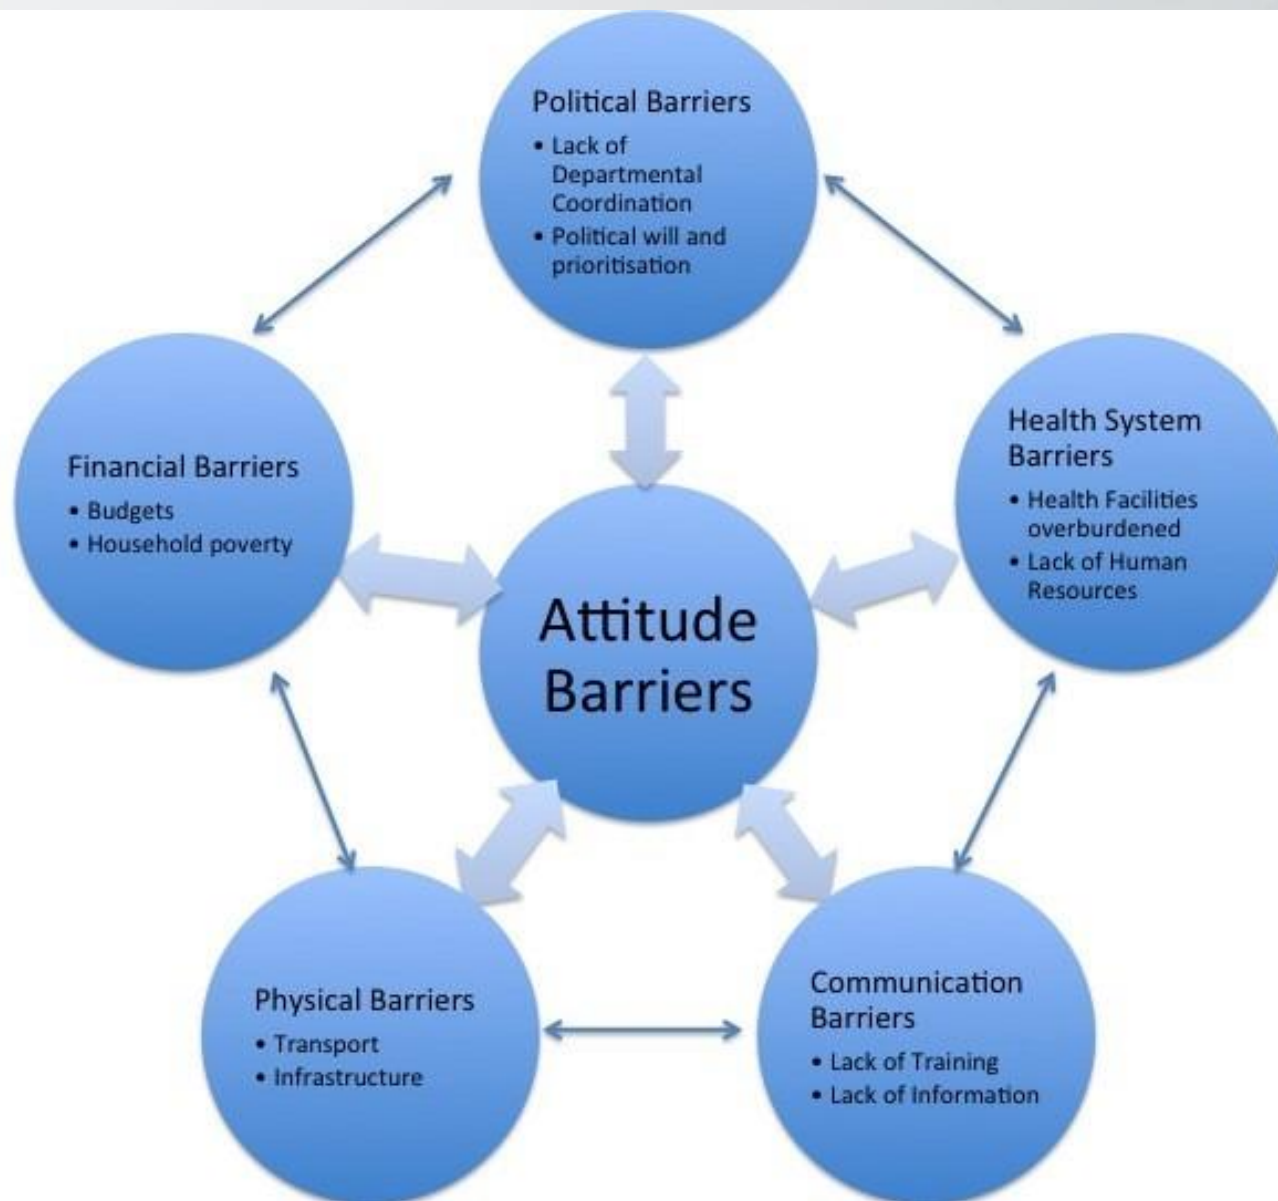 Political Barriers
• Lack of
Departmental
Coordination
• Political will and
prioritisation
Health System
Barriers
• Health Facilities
overburdened
• Lack of Human
Resources
Financial Barriers
• Budgets
• Household poverty
Attitude
Barriers
Physical Barriers
• Transport
• Infrastructure
Communication
Barriers
• Lack of Training
• Lack of Information